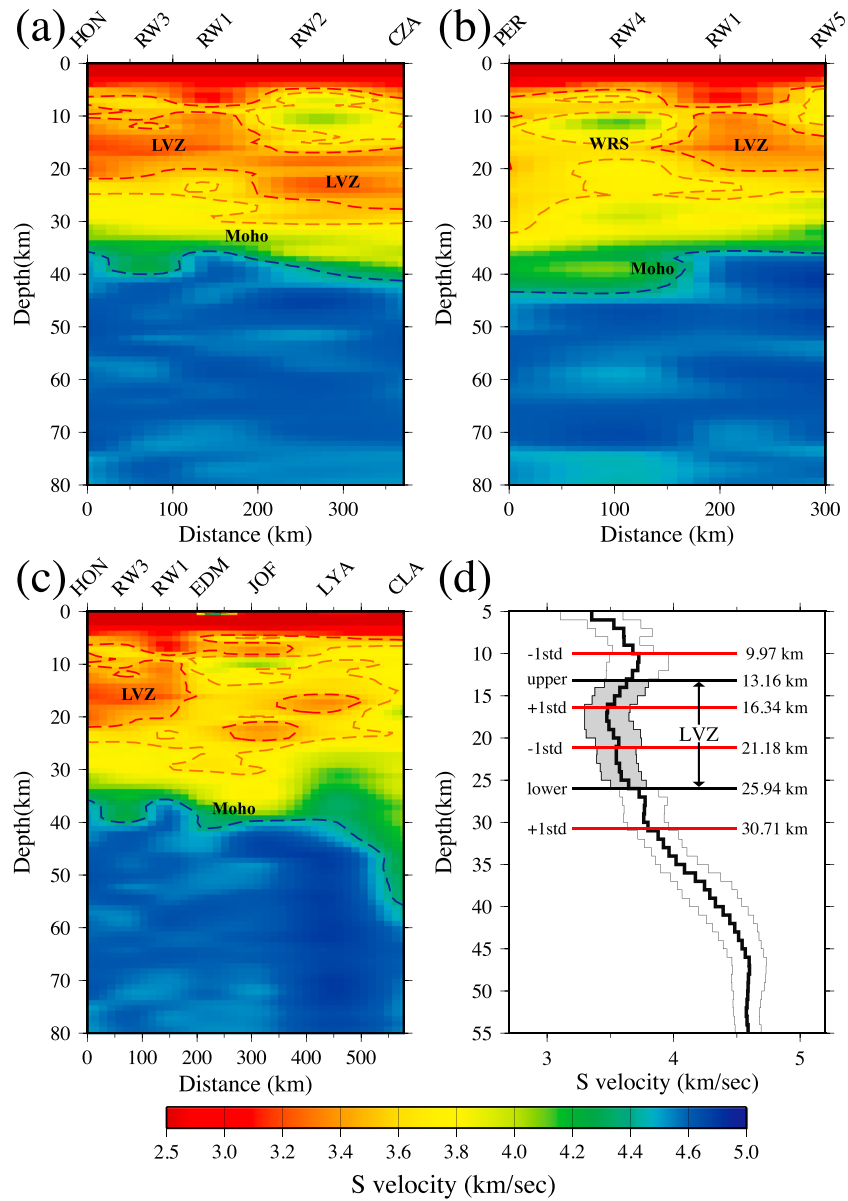 (a)
HON RW3 RW1 RW2 CZA
0
10
20
30
40
50
60
70
80
Depth(km)
LVZ
LVZ
Moho
0 100 200 300
Distance (km)
(b)
PER RW4 RW1 RW5
0
10
20
30
40
50
60
70
80
Depth(km)
WRS
LVZ
Moho
0 100 200 300
Distance (km)
(c)
HON RW3 RW1 EDM JOF LYA CLA
0
10
20
30
40
50
60
70
80
Depth(km)
LVZ
Moho
0 100 200 300 400 500
Distance (km)
(d)
5
10
15
20
25
30
35
40
45
50
55
Depth(km)
-1std 9.97 km
upper 13.16 km
+1std 16.34 km
LVZ
-1std 21.18 km
lower 25.94 km
+1std 30.71 km
3 4 5
S velocity (km/sec)
2.5 3.0 3.2 3.4 3.6 3.8 4.0 4.2 4.4 4.6 5.0
S velocity (km/sec)